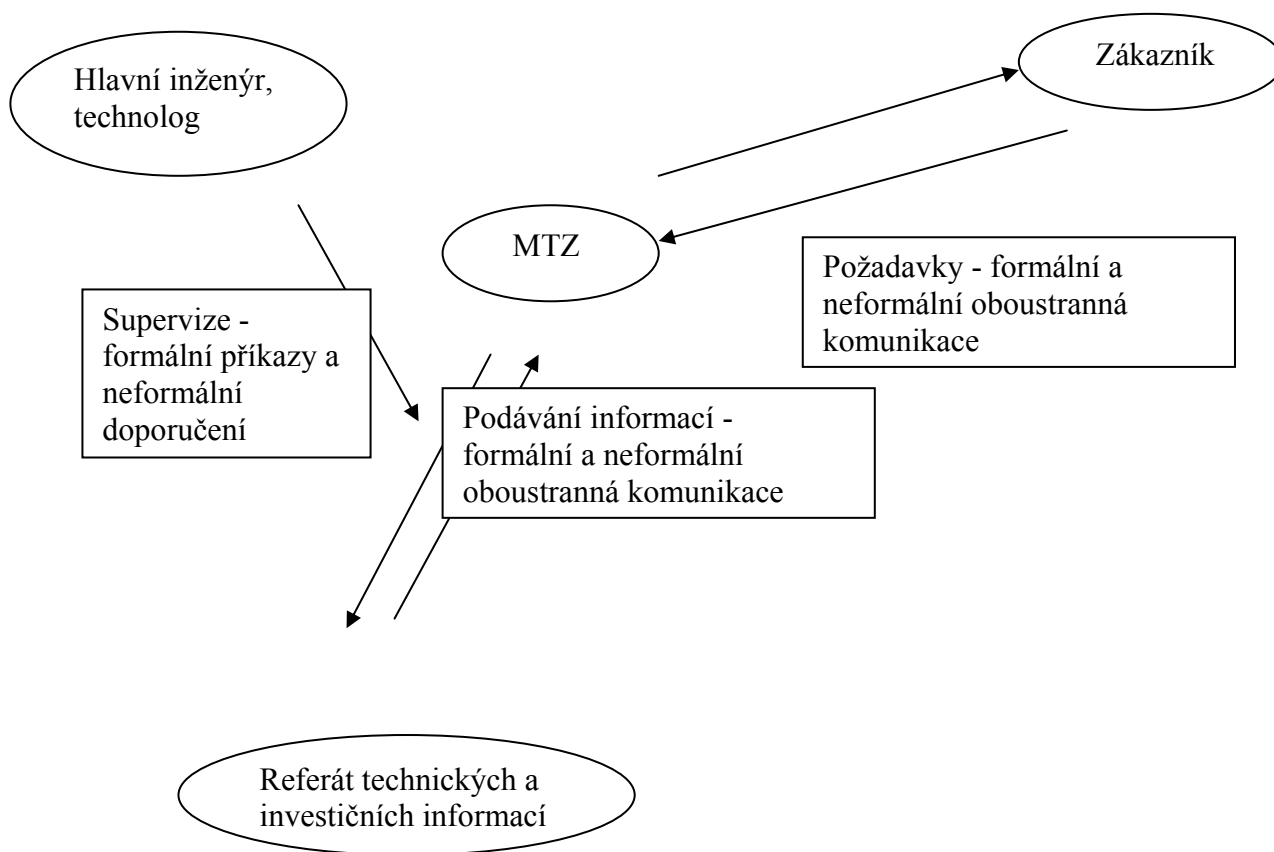 Hlavní inženýr,
technolog
Zákazník
MTZ
Požadavky - formální a
neformální oboustranná
komunikace
Supervize -
formální příkazy a
neformální
doporučení
Podávání informací -
formální a neformální
oboustranná komunikace
Referát technických a
investičních informací